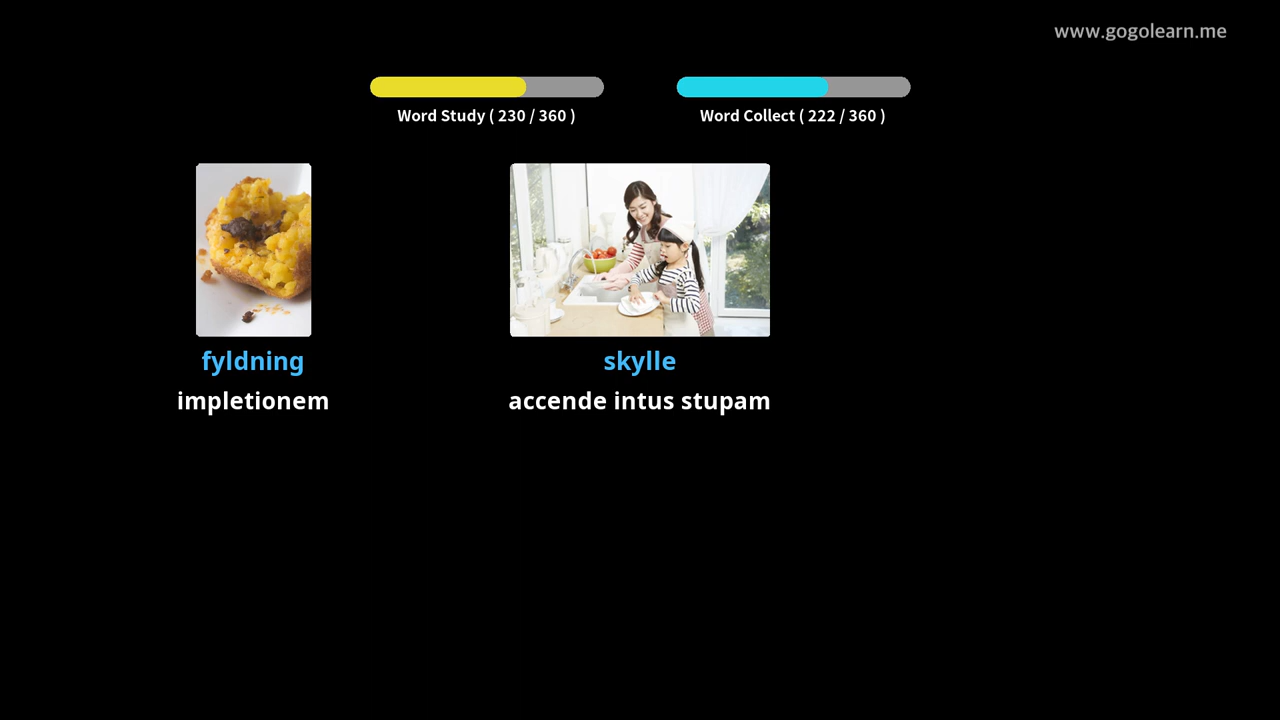 www.gogolearn.me
Word Study ( 230 / 360 )
Word Collect ( 222 / 360 )
fyldning
skylle
impletionem
accende intus stupam